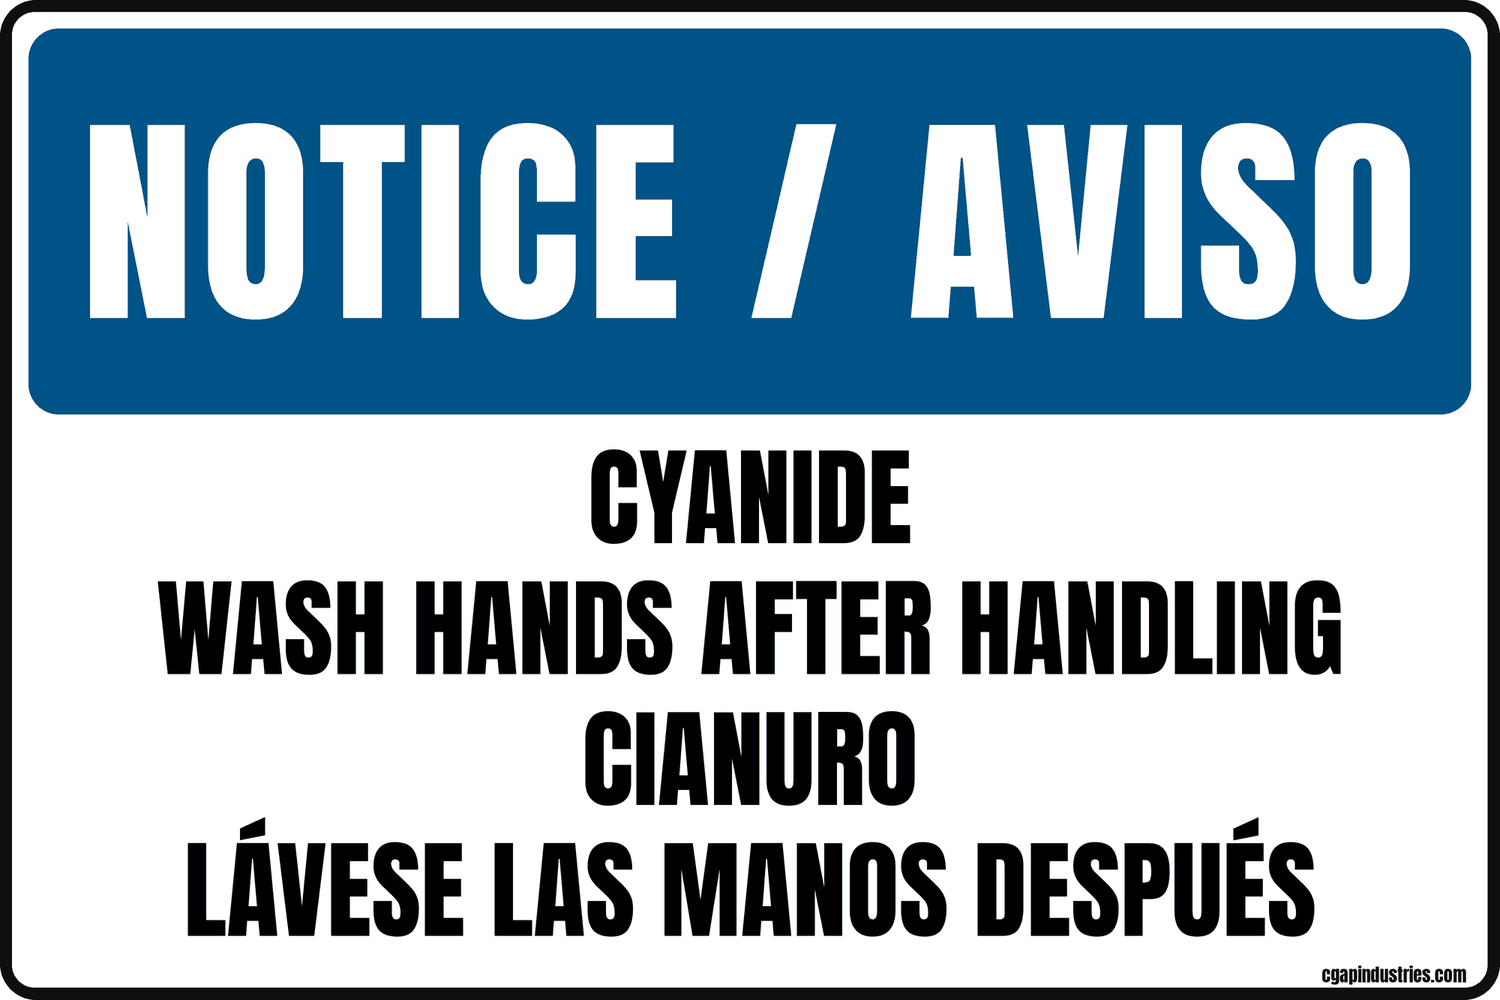 NOTICE / AVISO
CYANIDE
WASH HANDS AFTER HANDLING
CIANURO
LÁVESE LAS MANOS DESPUÉS
cgapindustries.com